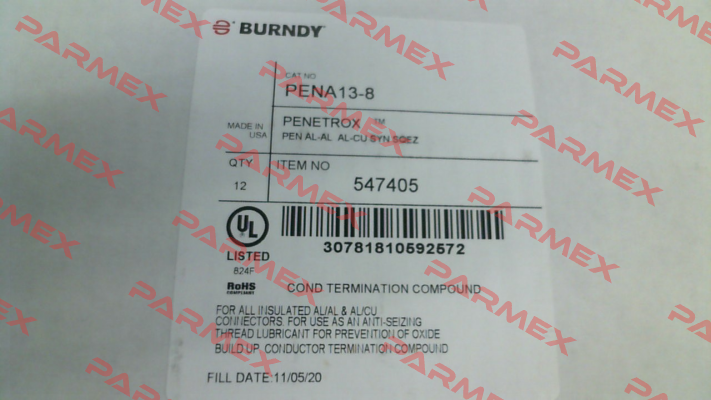 BURNDY
CAT NO
PENA13-8
MADE IN USA
PENETROX ™
PEN AL-AL AL-CU SYN SQEZ
QTY
12
ITEM NO
547405
UL
LISTED
824F
RoHS
COMPLIANT
30781810592572
COND TERMINATION COMPOUND
FOR ALL INSULATED AL/AL & AL/CU
CONNECTORS. FOR USE AS AN ANTI-SEIZING
THREAD LUBRICANT FOR PREVENTION OF OXIDE
BUILD UP. CONDUCTOR TERMINATION COMPOUND
FILL DATE:11/05/20
PARMEX